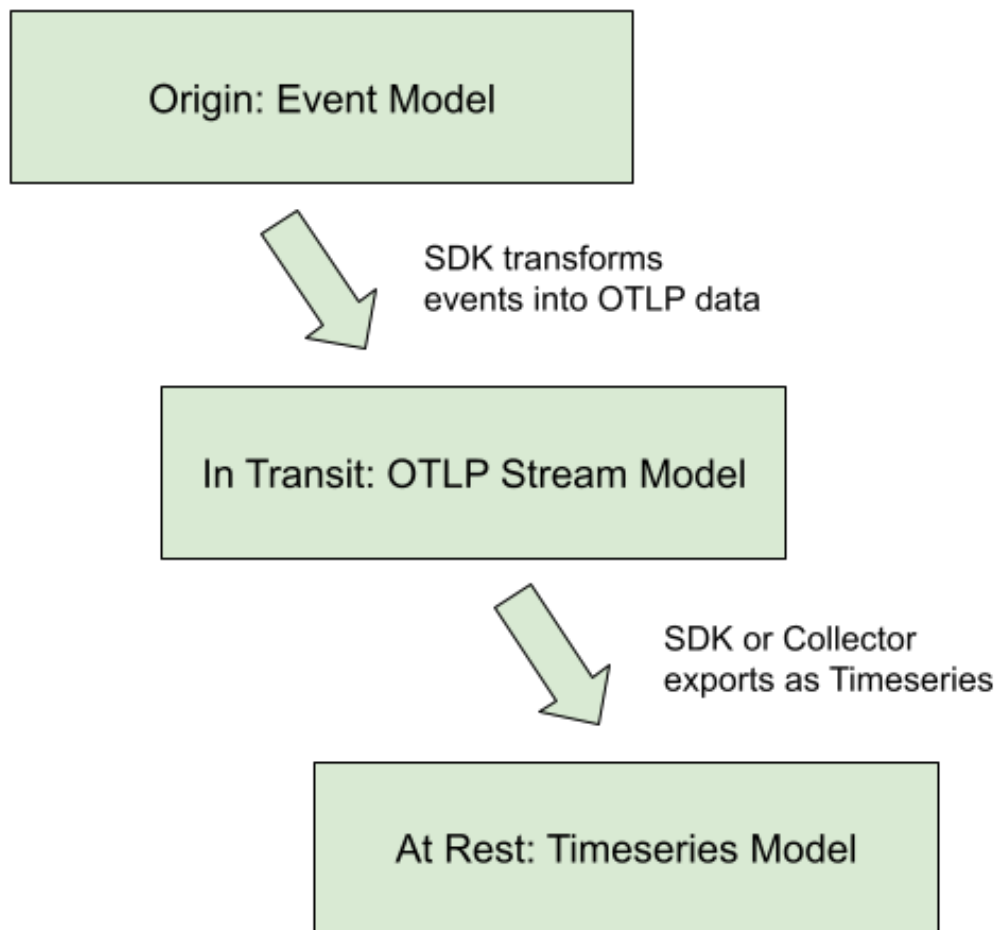 Origin: Event Model
SDK transforms
events into OTLP data
In Transit: OTLP Stream Model
SDK or Collector
exports as Timeseries
At Rest: Timeseries Model